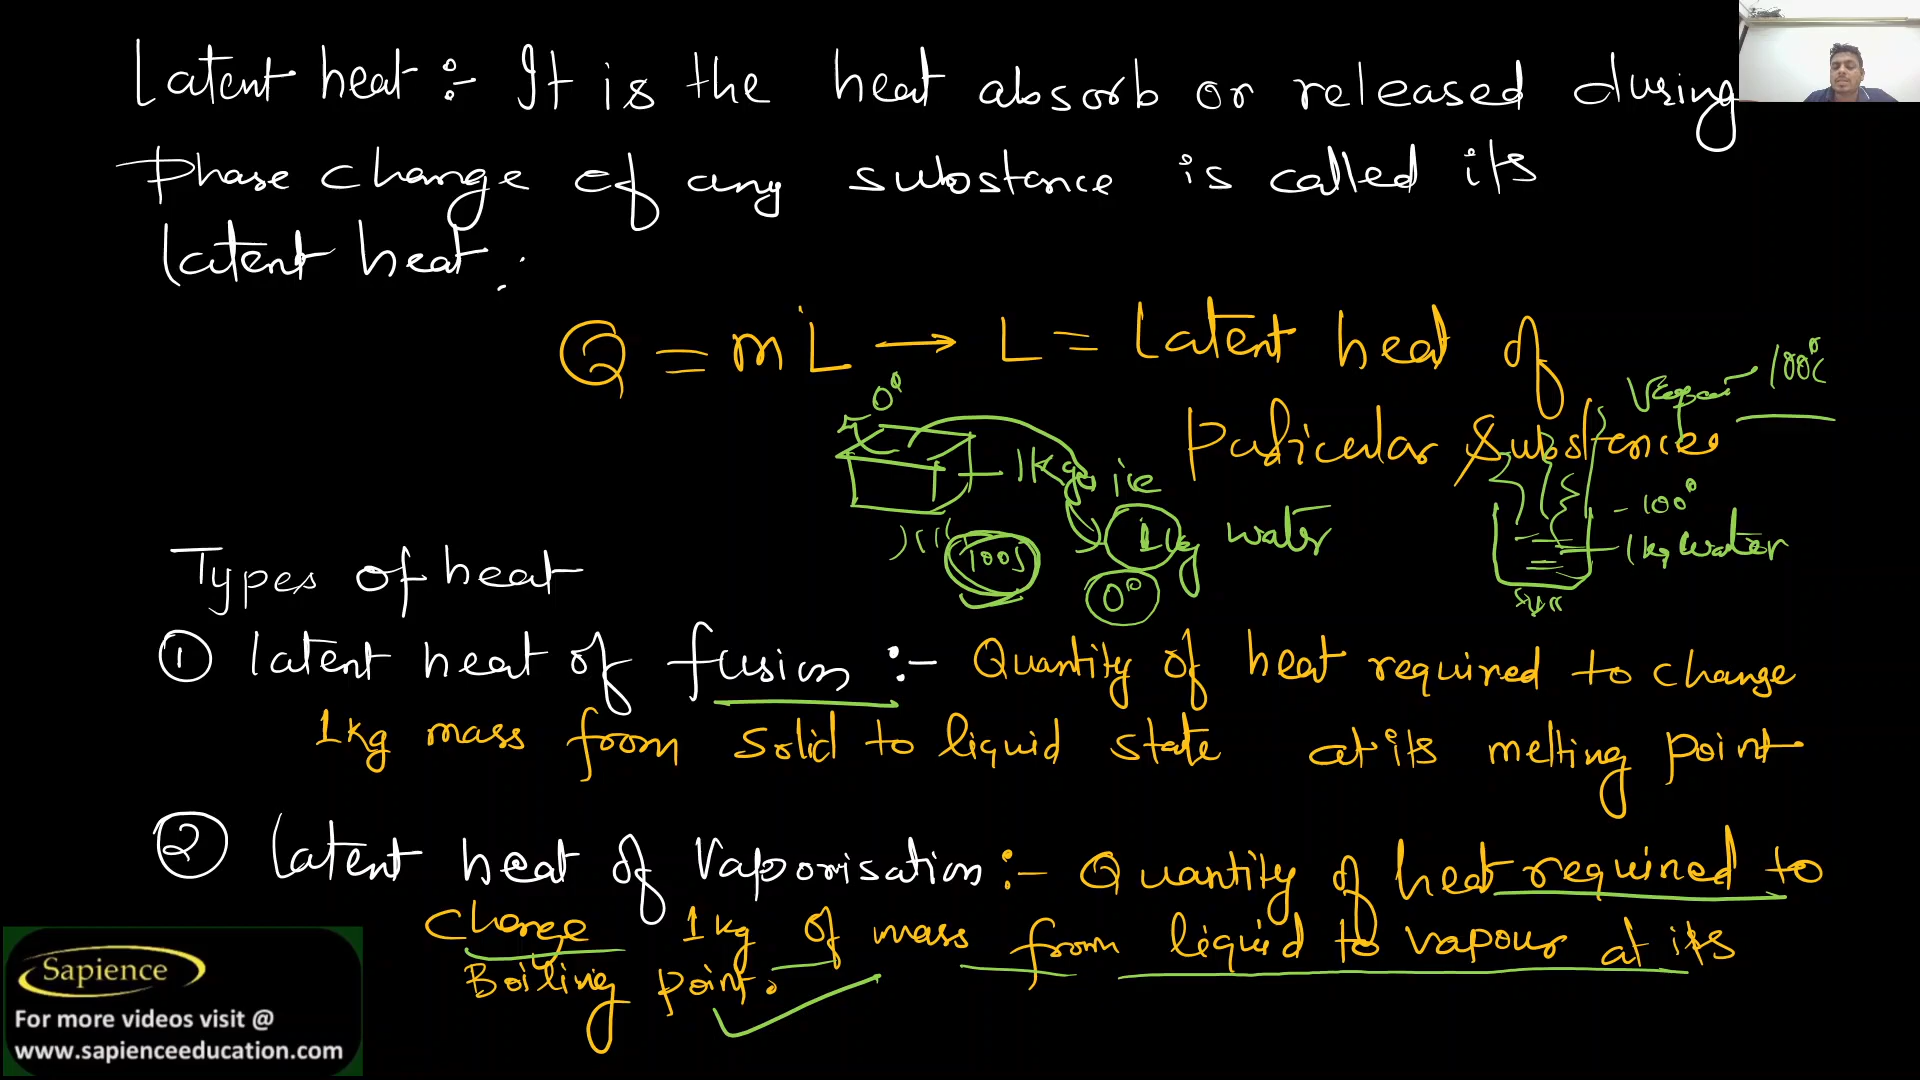 Latent heat :- It is the heat absorb or released during
Phase change of any substance is called its
latent heat.
Q = mL → L = Latent heat of
Particular Substances
0°
1kg ice
100J
1kg water
0°
Vapour - 100°C
- 100°
1kg water
Types of heat
① latent heat of fusion :- Quantity of heat required to change
1kg mass from solid to liquid state at its melting point
② Latent heat of Vaporisation :- Quantity of heat required to
Change 1kg of mass from liquid to vapour at its
Boiling point.
Sapience
For more videos visit @
www.sapienceeducation.com